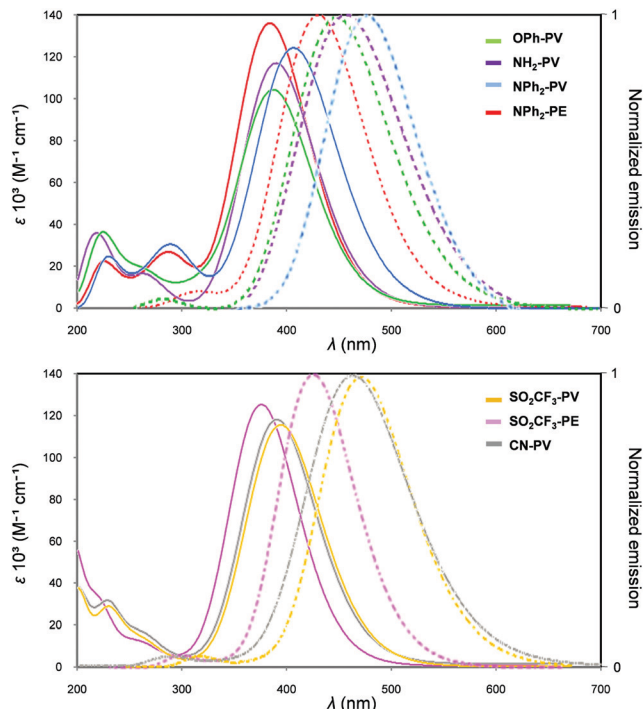 140
120
100
80
60
40
20
0
ε 10³ (M⁻¹ cm⁻¹)
200
300
400
500
600
700
λ (nm)
1
0
Normalized emission
OPh-PV
NH₂-PV
NPh₂-PV
NPh₂-PE
140
120
100
80
60
40
20
0
ε 10³ (M⁻¹ cm⁻¹)
200
300
400
500
600
700
λ (nm)
1
0
Normalized emission
SO₂CF₃-PV
SO₂CF₃-PE
CN-PV